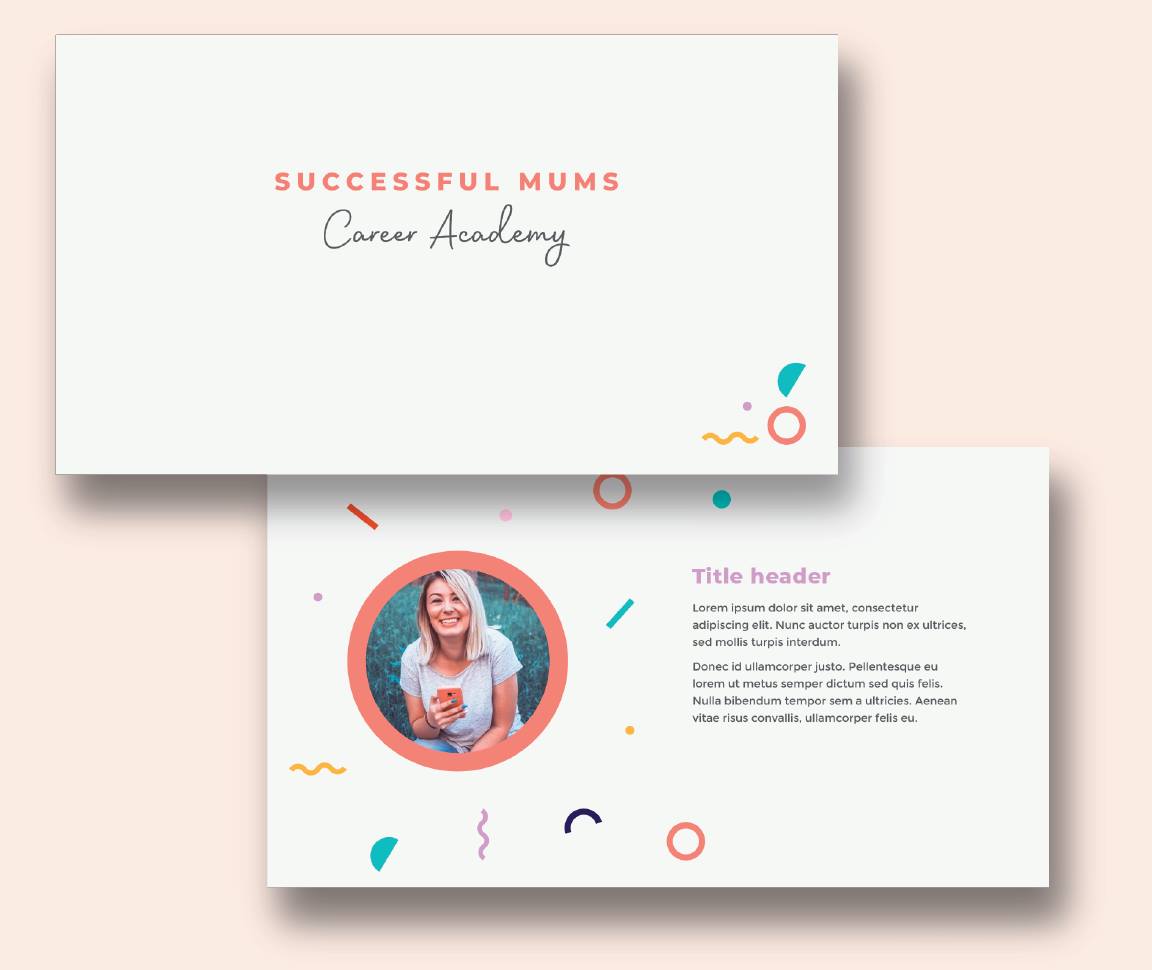 SUCCESSFUL MUMS
Career Academy
Title header
Lorem ipsum dolor sit amet, consectetur
adipiscing elit. Nunc auctor turpis non ex ultrices,
sed mollis turpis interdum.
Donec id ullamcorper justo. Pellentesque eu
lorem ut metus semper dictum sed quis felis.
Nulla bibendum tempor sem a ultricies. Aenean
vitae risus convallis, ullamcorper felis eu.